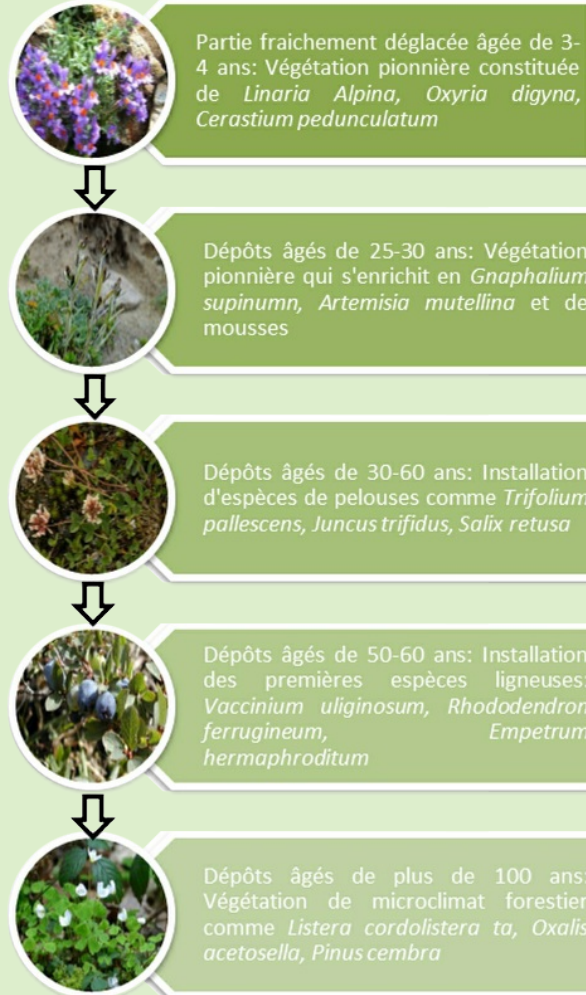 Partie fraichement déglacée âgée de 3-
4 ans: Végétation pionnière constituée
de Linaria Alpina, Oxyria digyna,
Cerastium pedunculatum
Dépôts âgés de 25-30 ans: Végétation
pionnière qui s'enrichit en Gnaphalium
supinumn, Artemisia mutellina et de
mousses
Dépôts âgés de 30-60 ans: Installation
d'espèces de pelouses comme Trifolium
pallescens, Juncus trifidus, Salix retusa
Dépôts âgés de 50-60 ans: Installation
des premières espèces ligneuses:
Vaccinium uliginosum, Rhododendron
ferrugineum, Empetrum
hermaphroditum
Dépôts âgés de plus de 100 ans:
Végétation de microclimat forestier
comme Listera cordolistera ta, Oxalis
acetosella, Pinus cembra